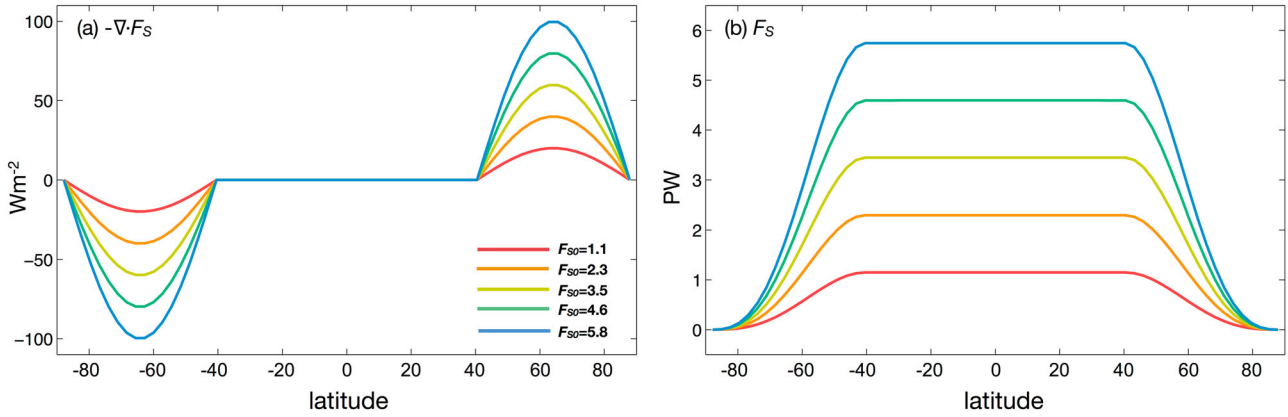 (a) -∇·F_S
100
50
0
−50
−100
Wm⁻²
-80 -60 -40 -20 0 20 40 60 80
latitude
F_S0=1.1
F_S0=2.3
F_S0=3.5
F_S0=4.6
F_S0=5.8
(b) F_S
6
5
4
3
2
1
0
PW
-80 -60 -40 -20 0 20 40 60 80
latitude